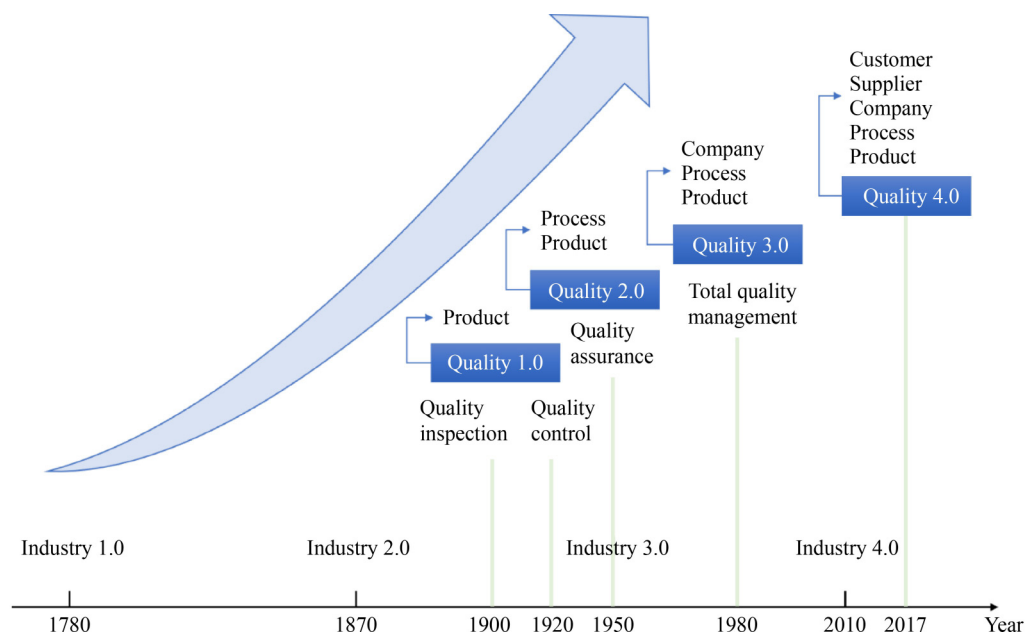 Customer
Supplier
Company
Process
Product
Quality 4.0
Company
Process
Product
Quality 3.0
Total quality
management
Process
Product
Quality 2.0
Quality
assurance
Product
Quality 1.0
Quality
inspection
Quality
control
Industry 1.0
Industry 2.0
Industry 3.0
Industry 4.0
1780
1870
1900
1920
1950
1980
2010
2017
Year